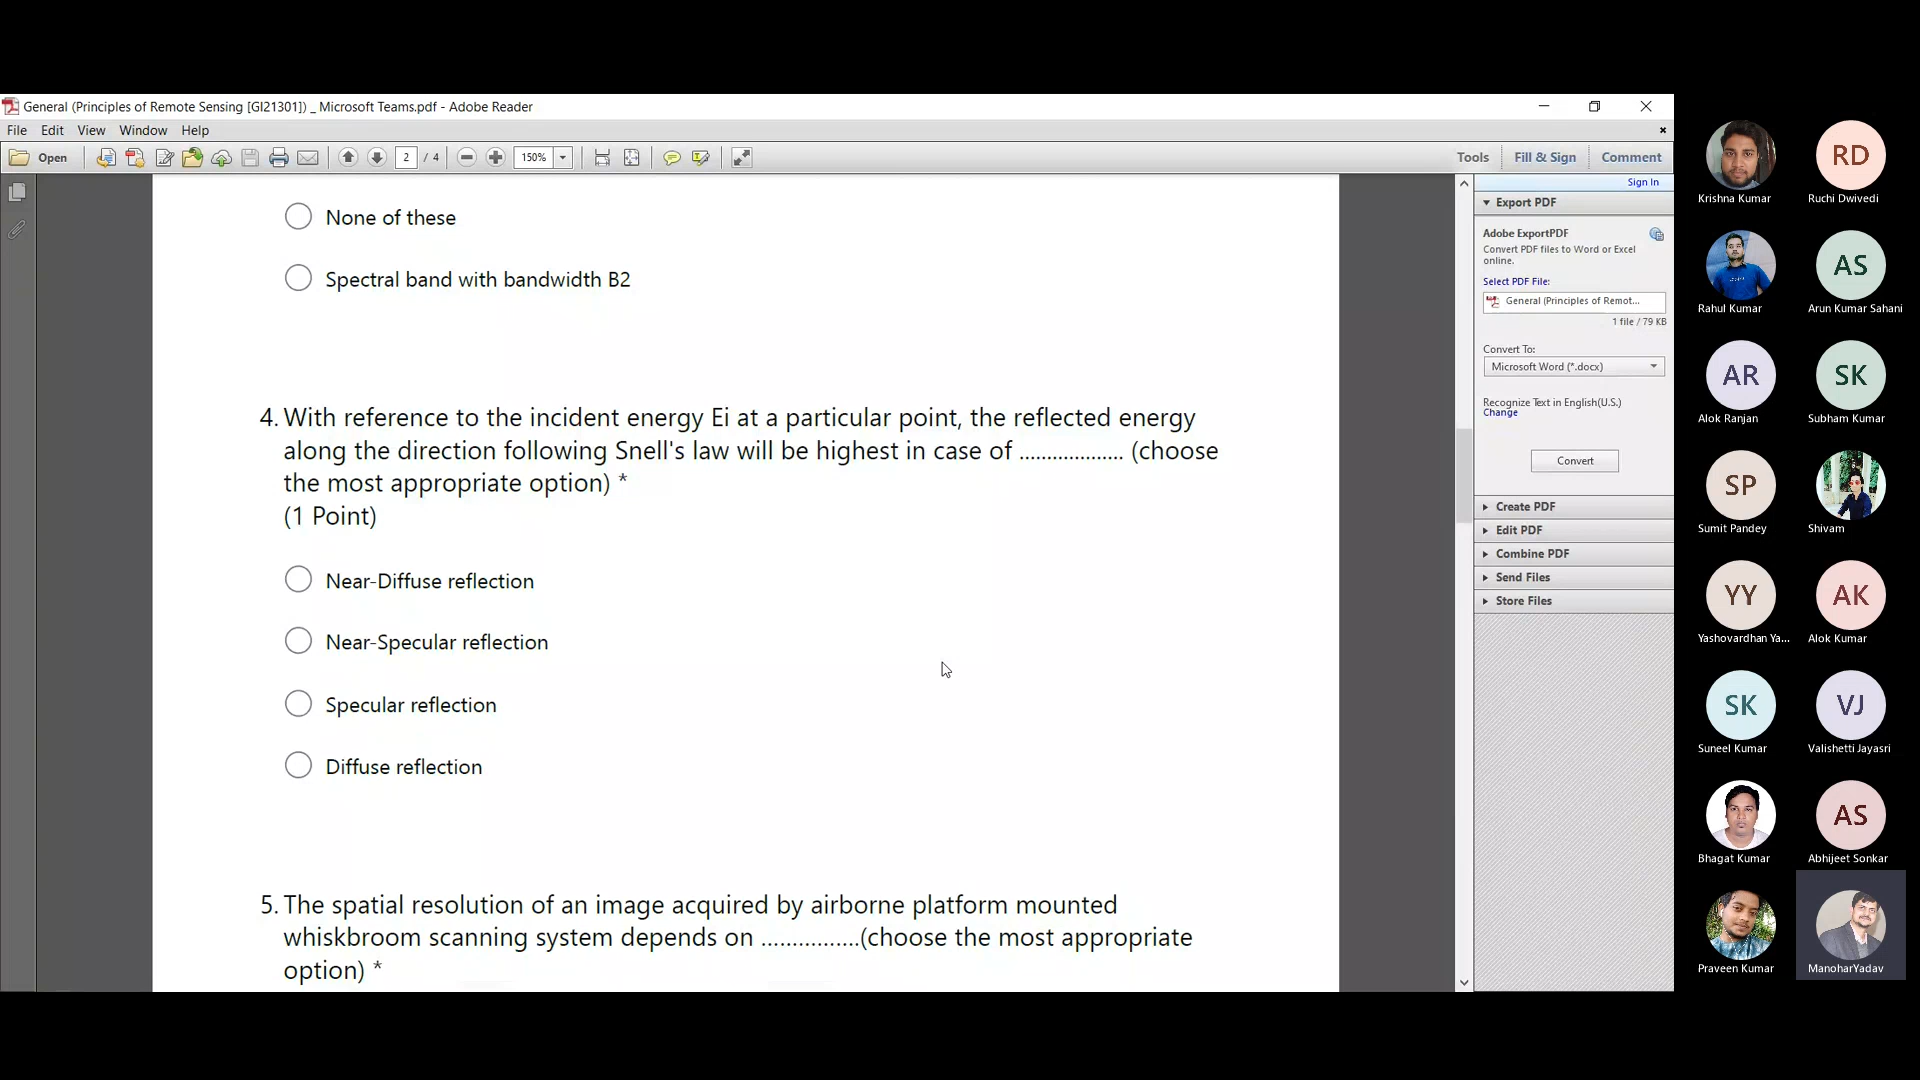 General (Principles of Remote Sensing [GI21301]) _ Microsoft Teams.pdf - Adobe Reader
File Edit View Window Help
Open 2 / 4 150% Tools Fill & Sign Comment
Sign In
None of these
Spectral band with bandwidth B2
4. With reference to the incident energy Ei at a particular point, the reflected energy
along the direction following Snell's law will be highest in case of ................. (choose
the most appropriate option) *
(1 Point)
Near-Diffuse reflection
Near-Specular reflection
Specular reflection
Diffuse reflection
5. The spatial resolution of an image acquired by airborne platform mounted
whiskbroom scanning system depends on ................(choose the most appropriate
option) *
Export PDF
Adobe ExportPDF
Convert PDF files to Word or Excel
online.
Select PDF File:
General (Principles of Remot...
1 file / 79 KB
Convert To:
Microsoft Word (*.docx)
Recognize Text in English(U.S.)
Change
Convert
Create PDF
Edit PDF
Combine PDF
Send Files
Store Files
RD
Krishna Kumar Ruchi Dwivedi
AS
Rahul Kumar Arun Kumar Sahani
AR SK
Alok Ranjan Subham Kumar
SP
Sumit Pandey Shivam
YY AK
Yashovardhan Ya... Alok Kumar
SK VJ
Suneel Kumar Valishetti Jayasri
AS
Bhagat Kumar Abhijeet Sonkar
Praveen Kumar ManoharYadav